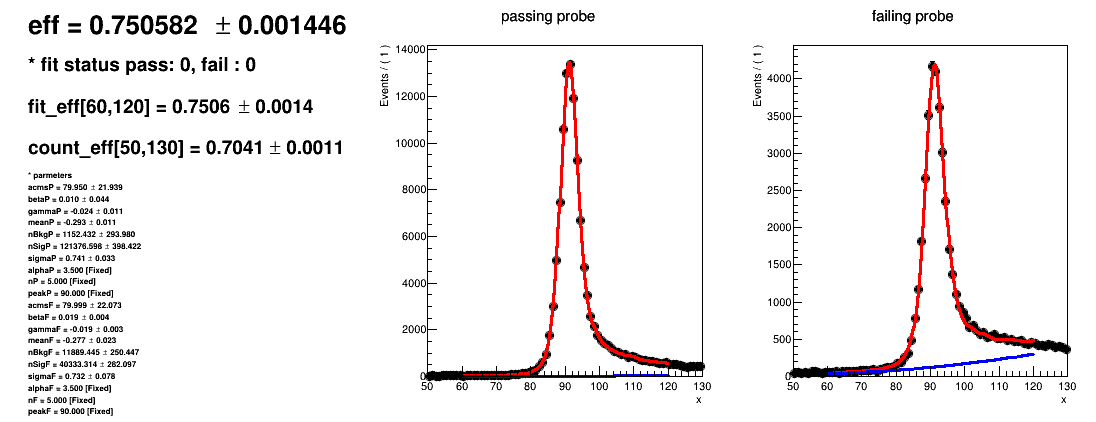 eff = 0.750582 ± 0.001446
* fit status pass: 0, fail : 0
fit_eff[60,120] = 0.7506 ± 0.0014
count_eff[50,130] = 0.7041 ± 0.0011
* parmeters
acmsP = 79.950 ± 21.939
betaP = 0.010 ± 0.044
gammaP = -0.024 ± 0.011
meanP = -0.293 ± 0.011
nBkgP = 1152.432 ± 293.980
nSigP = 121376.598 ± 398.422
sigmaP = 0.741 ± 0.033
alphaP = 3.500 [Fixed]
nP = 5.000 [Fixed]
peakP = 90.000 [Fixed]
acmsF = 79.999 ± 22.073
betaF = 0.019 ± 0.004
gammaF = -0.019 ± 0.003
meanF = -0.277 ± 0.023
nBkgF = 11889.445 ± 250.447
nSigF = 40333.314 ± 282.097
sigmaF = 0.732 ± 0.078
alphaF = 3.500 [Fixed]
nF = 5.000 [Fixed]
peakF = 90.000 [Fixed]
passing probe
Events / ( 1 )
14000
12000
10000
8000
6000
4000
2000
0
50 60 70 80 90 100 110 120 130
x
failing probe
Events / ( 1 )
4000
3500
3000
2500
2000
1500
1000
500
0
50 60 70 80 90 100 110 120 130
x